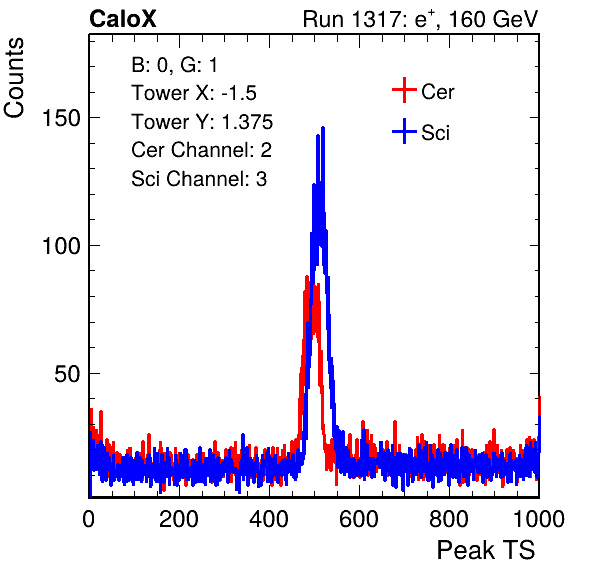 CaloX
Run 1317: e+, 160 GeV
Counts
B: 0, G: 1
Tower X: -1.5
Tower Y: 1.375
Cer Channel: 2
Sci Channel: 3
Cer
Sci
150
100
50
0 200 400 600 800 1000
Peak TS